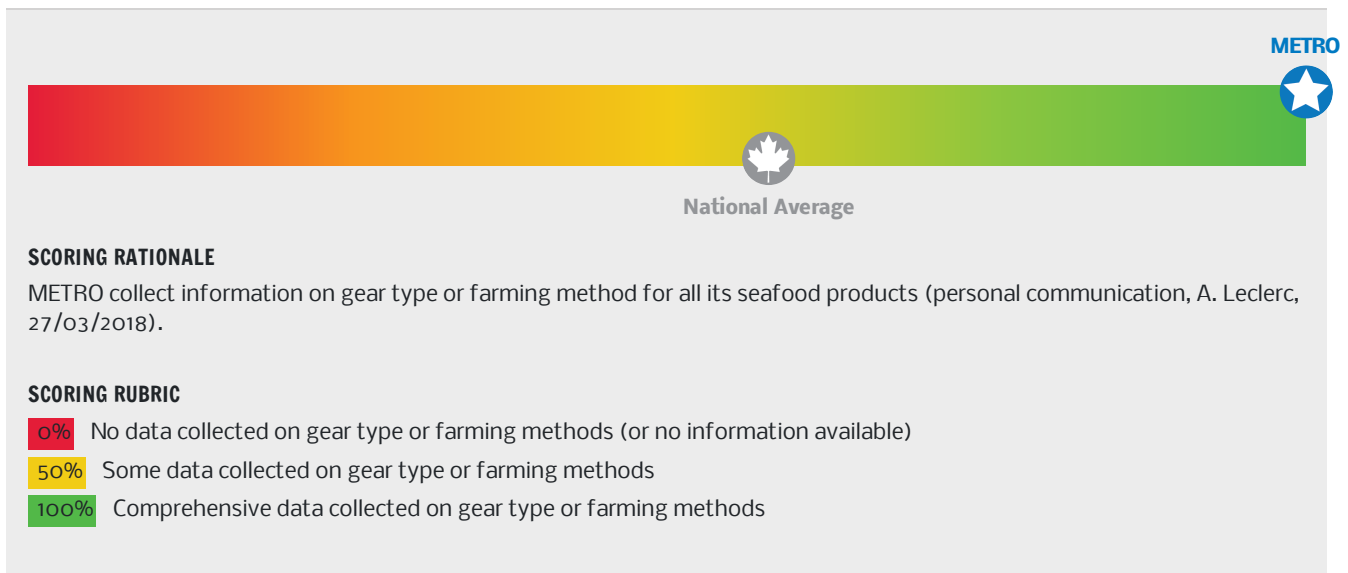 METRO
National Average
SCORING RATIONALE
METRO collect information on gear type or farming method for all its seafood products (personal communication, A. Leclerc,
27/03/2018).
SCORING RUBRIC
0% No data collected on gear type or farming methods (or no information available)
50% Some data collected on gear type or farming methods
100% Comprehensive data collected on gear type or farming methods